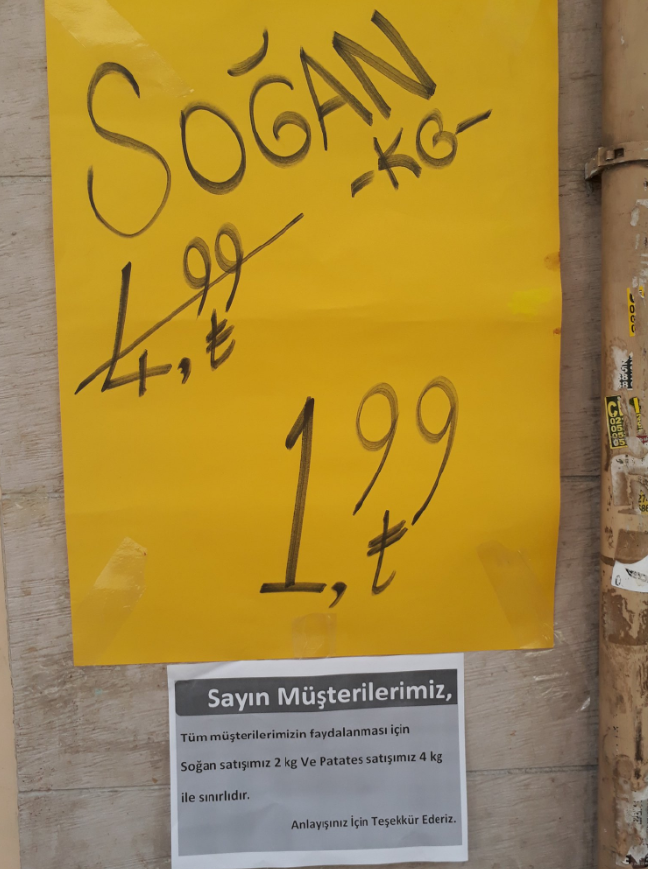 SOĞAN
-KG-
4,99 ₺
1,99 ₺
Sayın Müşterilerimiz,
Tüm müşterilerimizin faydalanması için
Soğan satışımız 2 kg Ve Patates satışımız 4 kg
ile sınırlıdır.
Anlayışınız İçin Teşekkür Ederiz.